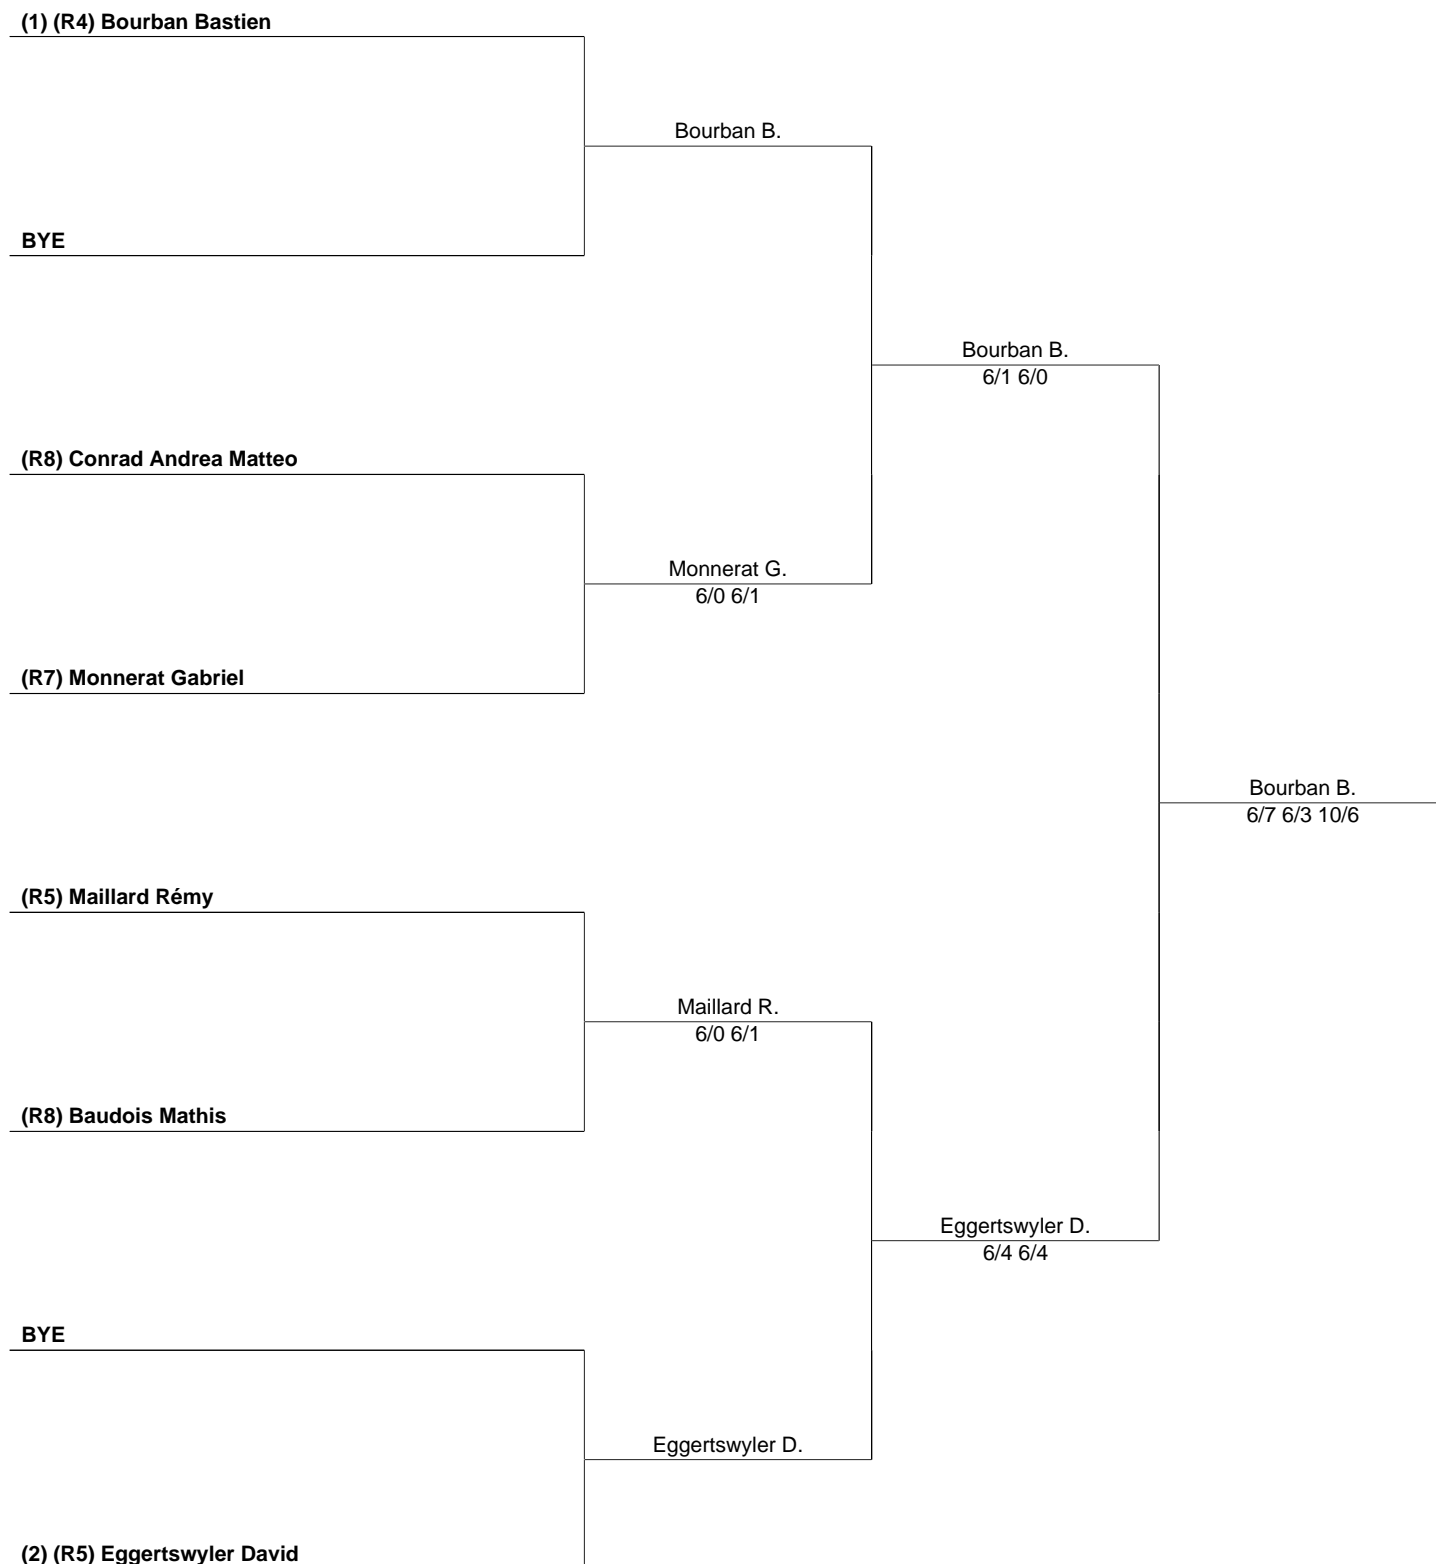 (1) (R4) Bourban Bastien
Bourban B.
BYE
Bourban B.
6/1 6/0
(R8) Conrad Andrea Matteo
Monnerat G.
6/0 6/1
(R7) Monnerat Gabriel
Bourban B.
6/7 6/3 10/6
(R5) Maillard Rémy
Maillard R.
6/0 6/1
(R8) Baudois Mathis
Eggertswyler D.
6/4 6/4
BYE
Eggertswyler D.
(2) (R5) Eggertswyler David